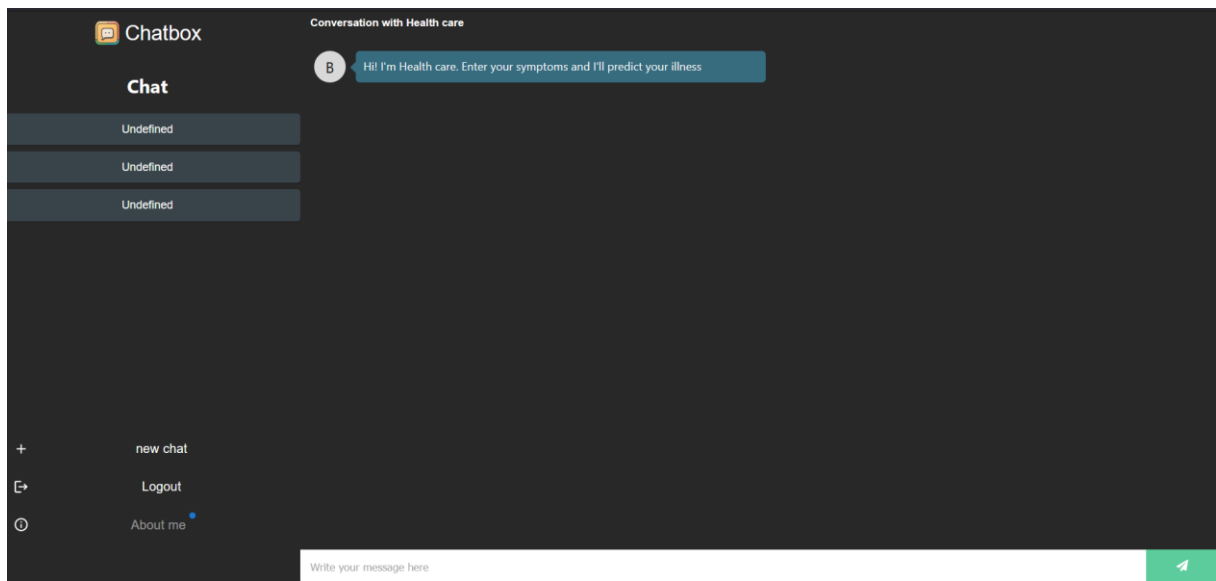 Chatbox
Chat
Undefined
Undefined
Undefined
new chat
Logout
About me
Conversation with Health care
B
Hi! I'm Health care. Enter your symptoms and I'll predict your illness
Write your message here